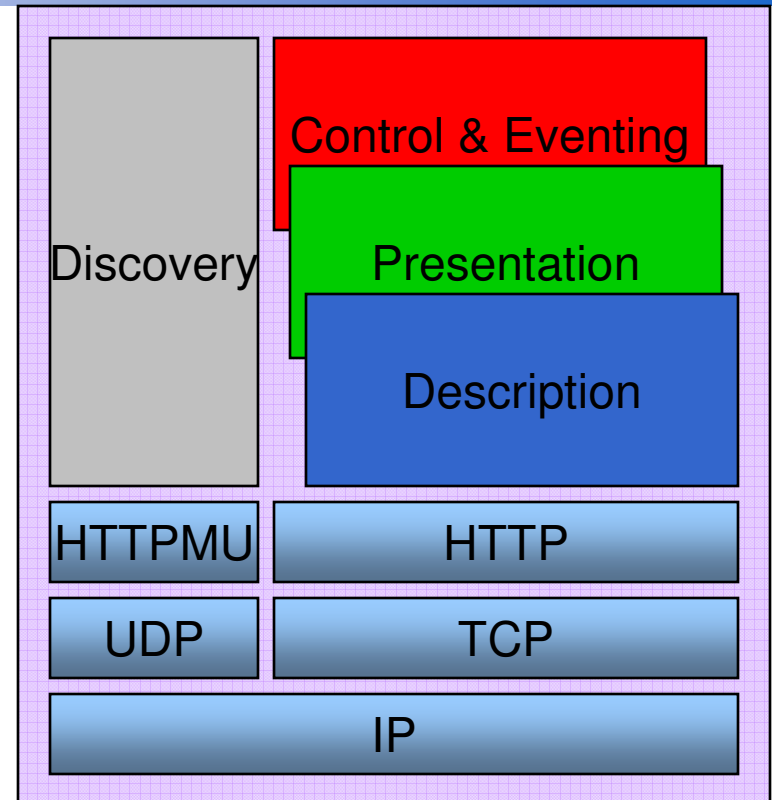 Control & Eventing
Discovery
Presentation
Description
HTTPMU
HTTP
UDP
TCP
IP